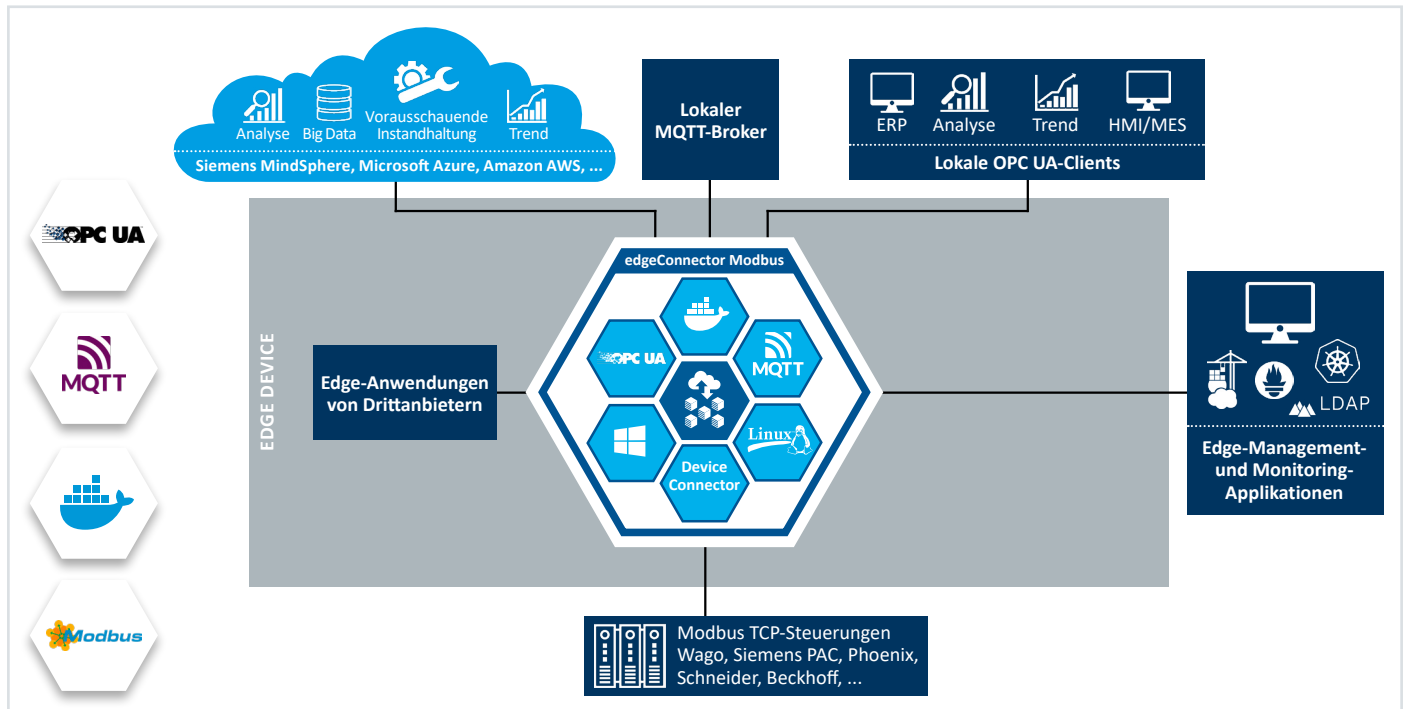 Analyse
Big Data
Vorausschauende
Instandhaltung
Trend
Siemens MindSphere, Microsoft Azure, Amazon AWS, ...
Lokaler
MQTT-Broker
ERP
Analyse
Trend
HMI/MES
Lokale OPC UA-Clients
OPC UA
MQTT
Modbus
EDGE DEVICE
Edge-Anwendungen
von Drittanbietern
edgeConnector Modbus
OPC UA
MQTT
Linux
Device
Connector
LDAP
Edge-Management-
und Monitoring-
Applikationen
Modbus TCP-Steuerungen
Wago, Siemens PAC, Phoenix,
Schneider, Beckhoff, ...